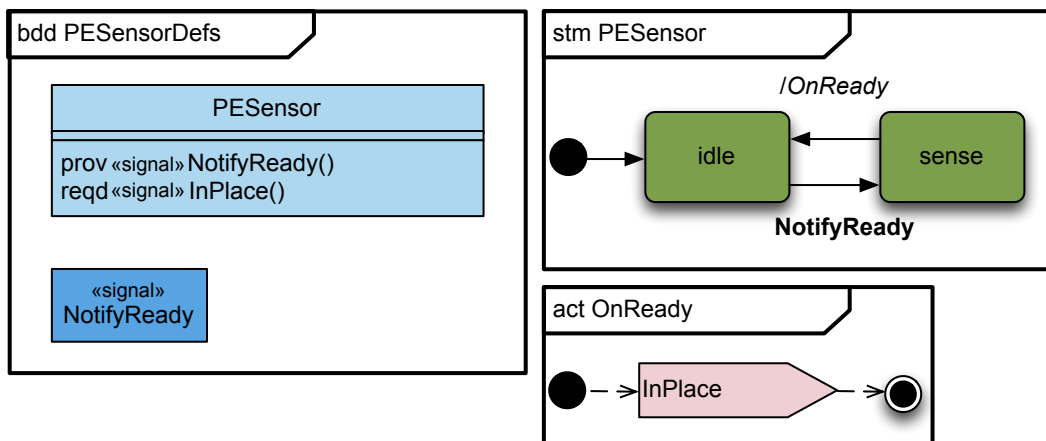 bdd PESensorDefs
PESensor
prov «signal» NotifyReady()
reqd «signal» InPlace()
«signal»
NotifyReady
stm PESensor
/OnReady
idle
sense
NotifyReady
act OnReady
InPlace